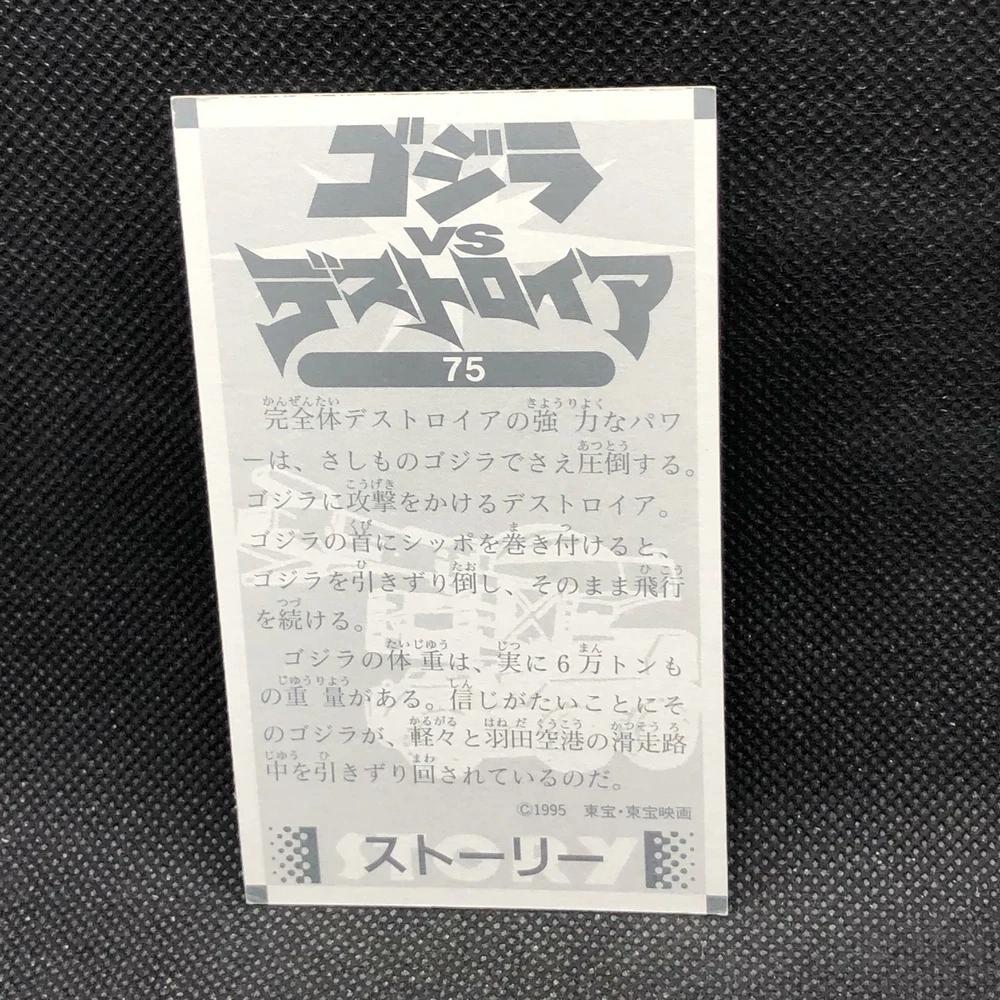 ゴジラ
VS
デストロイア
75
完全体デストロイアの強力なパワ
ーは、さしものゴジラでさえ圧倒する。
ゴジラに攻撃をかけるデストロイア。
ゴジラの首にシッポを巻き付けると、
ゴジラを引きずり倒し、そのまま飛行
を続ける。
ゴジラの体重は、実に6万トンも
の重量がある。信じがたいことにそ
のゴジラが、軽々と羽田空港の滑走路
中を引きずり回されているのだ。
©1995 東宝・東宝映画
STORY
ストーリー